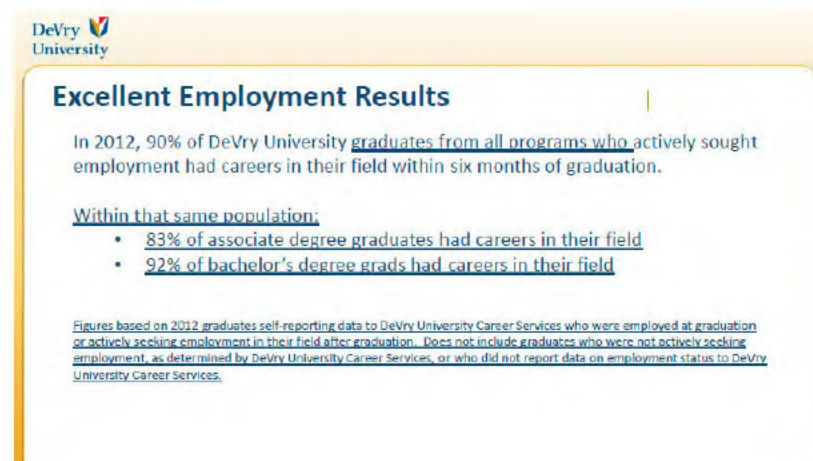 DeVry
University
Excellent Employment Results
In 2012, 90% of DeVry University graduates from all programs who actively sought
employment had careers in their field within six months of graduation.
Within that same population:
• 83% of associate degree graduates had careers in their field
• 92% of bachelor's degree grads had careers in their field
Figures based on 2012 graduates self-reporting data to DeVry University Career Services who were employed at graduation
or actively seeking employment in their field after graduation. Does not include graduates who were not actively seeking
employment, as determined by DeVry University Career Services, or who did not report data on employment status to DeVry
University Career Services.